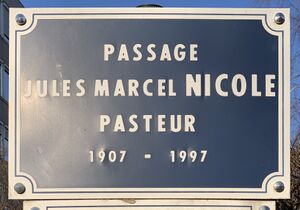 PASSAGE
JULES MARCEL NICOLE
PASTEUR
1907 - 1997